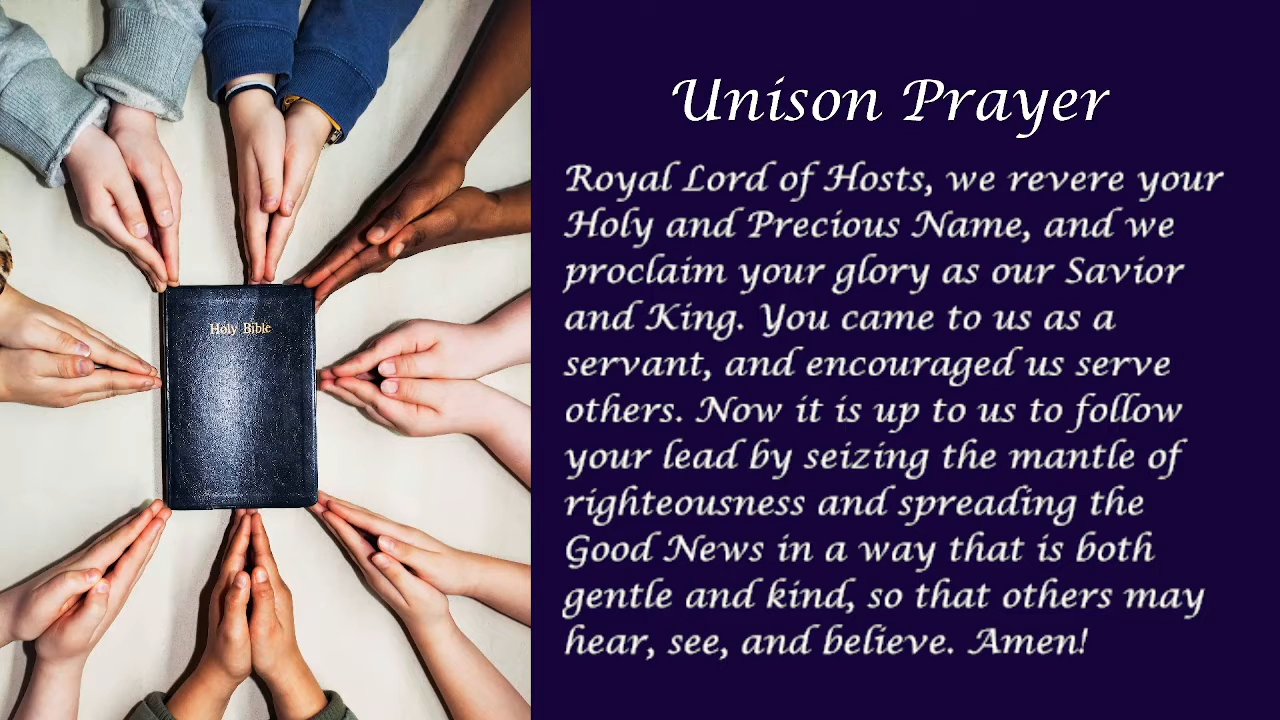 Holy Bible
Unison Prayer
Royal Lord of Hosts, we revere your
Holy and Precious Name, and we
proclaim your glory as our Savior
and King. You came to us as a
servant, and encouraged us serve
others. Now it is up to us to follow
your lead by seizing the mantle of
righteousness and spreading the
Good News in a way that is both
gentle and kind, so that others may
hear, see, and believe. Amen!